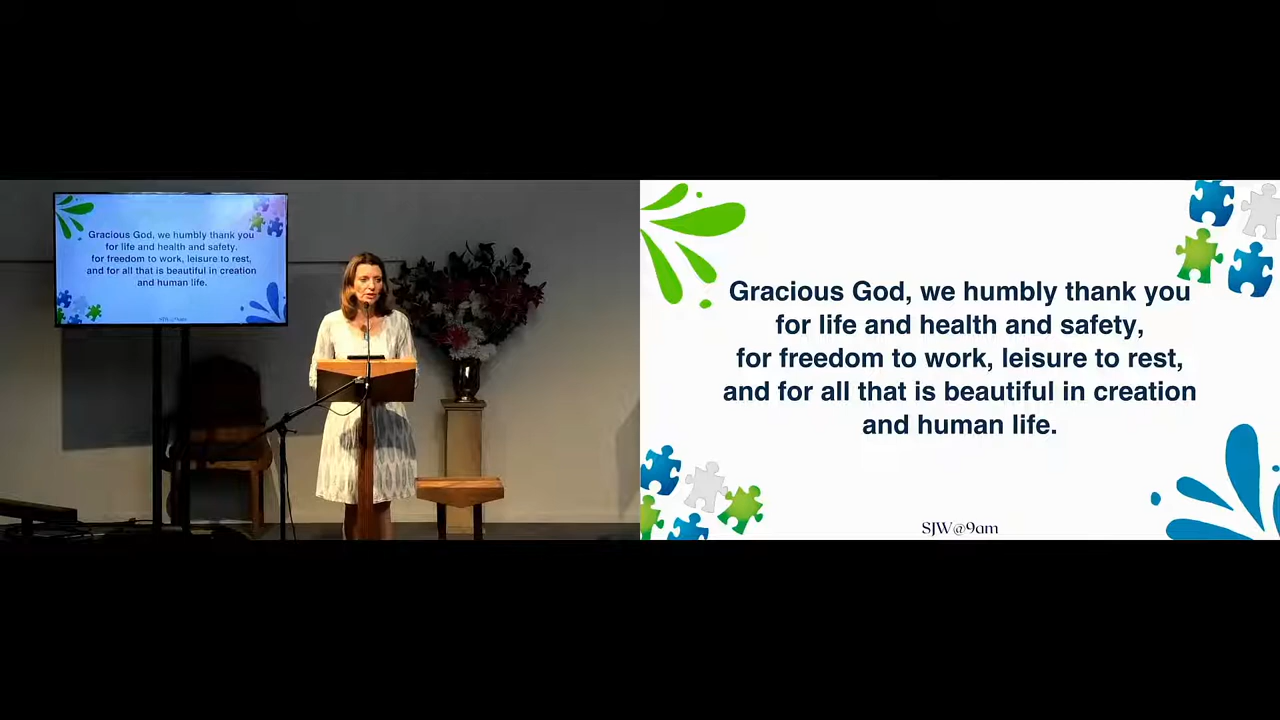 Gracious God, we humbly thank you
for life and health and safety.
for freedom to work, leisure to rest,
and for all that is beautiful in creation
and human life.
Gracious God, we humbly thank you
for life and health and safety,
for freedom to work, leisure to rest,
and for all that is beautiful in creation
and human life.
SJW@9am